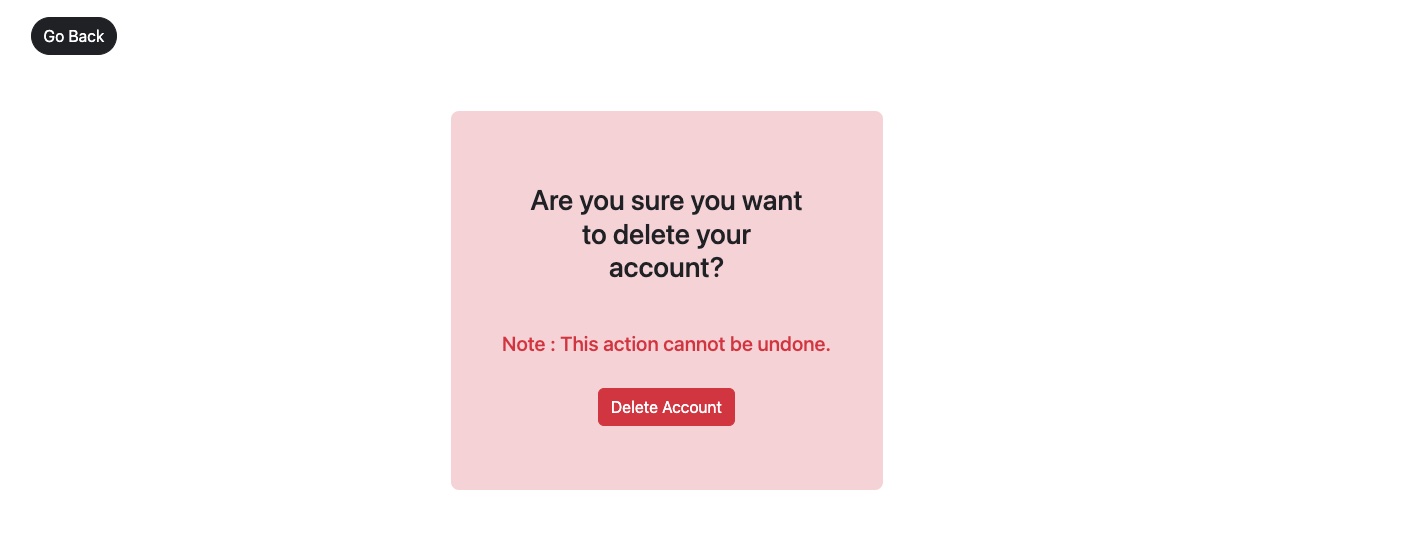 Go Back
Are you sure you want
to delete your
account?
Note : This action cannot be undone.
Delete Account